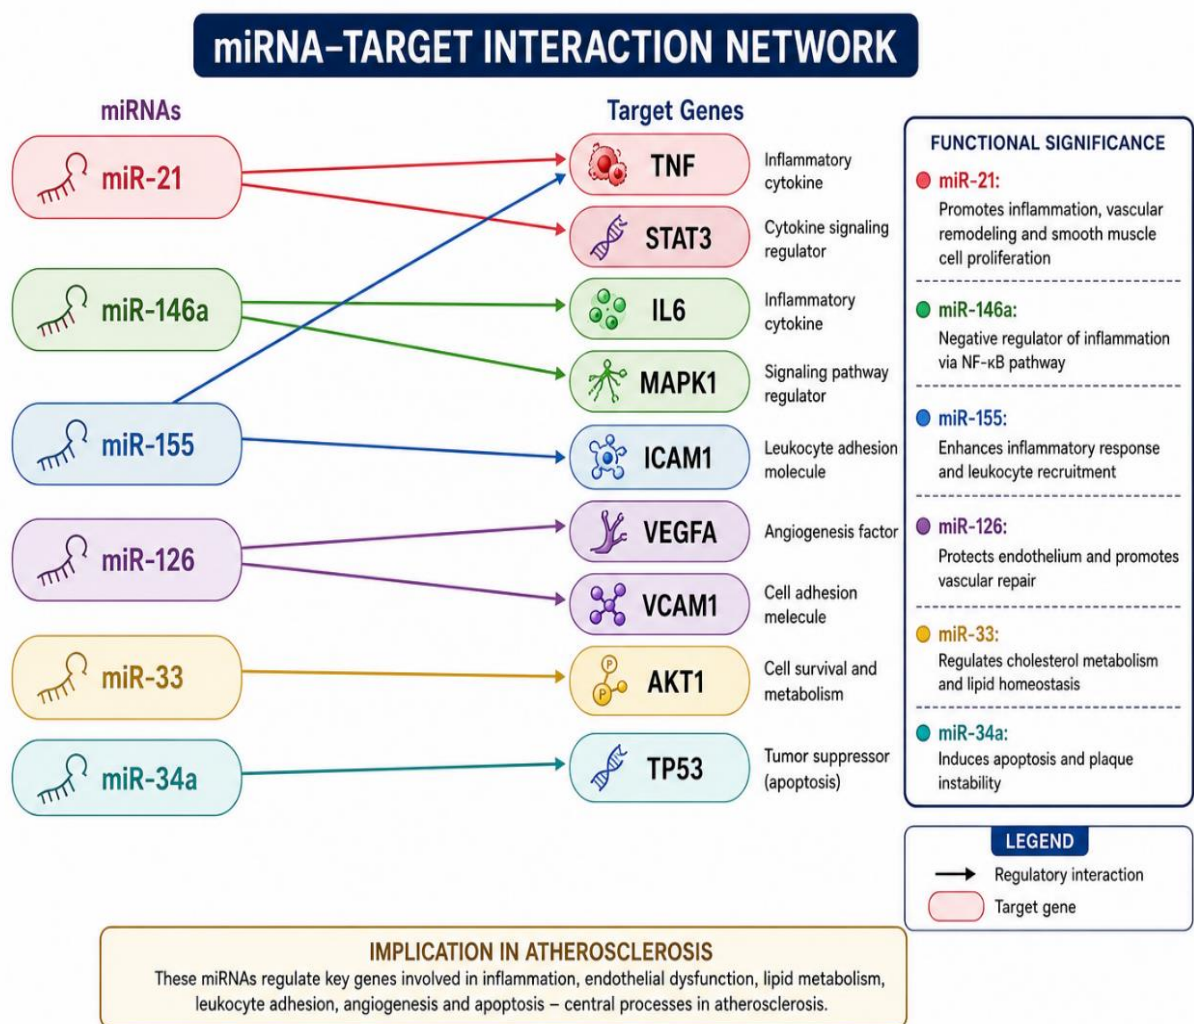 miRNA–TARGET INTERACTION NETWORK
miRNAs
Target Genes
miR-21
miR-146a
miR-155
miR-126
miR-33
miR-34a
TNF
Inflammatory
cytokine
STAT3
Cytokine signaling
regulator
IL6
Inflammatory
cytokine
MAPK1
Signaling pathway
regulator
ICAM1
Leukocyte adhesion
molecule
VEGFA
Angiogenesis factor
VCAM1
Cell adhesion
melecule
P
P
AKT1
Cell survival and
metabolism
TP53
Tumor suppressor
(apoptosis)
FUNCTIONAL SIGNIFICANCE
miR-21:
Promotes inflammation, vascular
remodeling and smooth muscle
cell proliferation
miR-146a:
Negative regulator of inflammation
via NF-κB pathway
miR-155:
Enhances inflammatory response
and leukocyte recruitment
miR-126:
Protects endothelium and promotes
vascular repair
miR-33:
Regulates cholesterol metabolism
and lipid homeostasis
miR-34a:
Induces apoptosis and plaque
instability
LEGEND
Regulatory interaction
Target gene
IMPLICATION IN ATHEROSCLEROSIS
These miRNAs regulate key genes involved in inflammation, endothelial dysfunction, lipid metabolism,
leukocyte adhesion, angiogenesis and apoptosis – central processes in atherosclerosis.